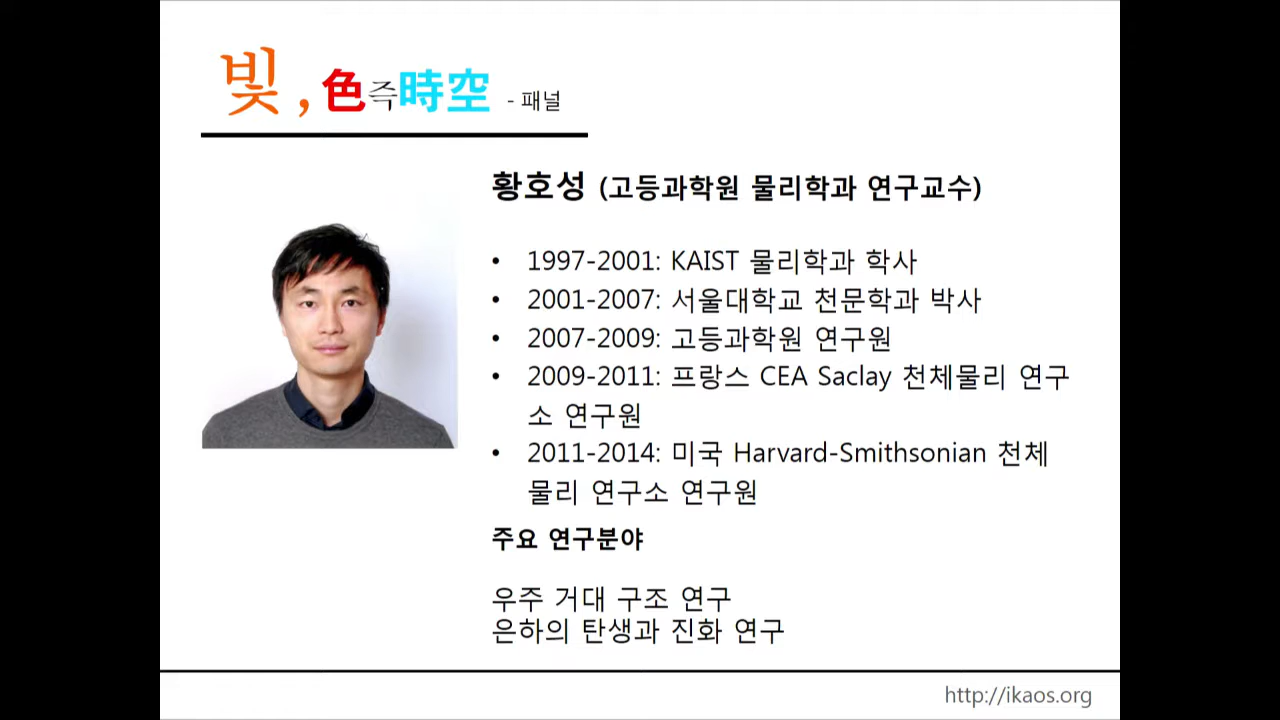 빛, 色즉時空 - 패널
황호성 (고등과학원 물리학과 연구교수)
• 1997-2001: KAIST 물리학과 학사
• 2001-2007: 서울대학교 천문학과 박사
• 2007-2009: 고등과학원 연구원
• 2009-2011: 프랑스 CEA Saclay 천체물리 연구
소 연구원
• 2011-2014: 미국 Harvard-Smithsonian 천체
물리 연구소 연구원
주요 연구분야
우주 거대 구조 연구
은하의 탄생과 진화 연구
http://ikaos.org